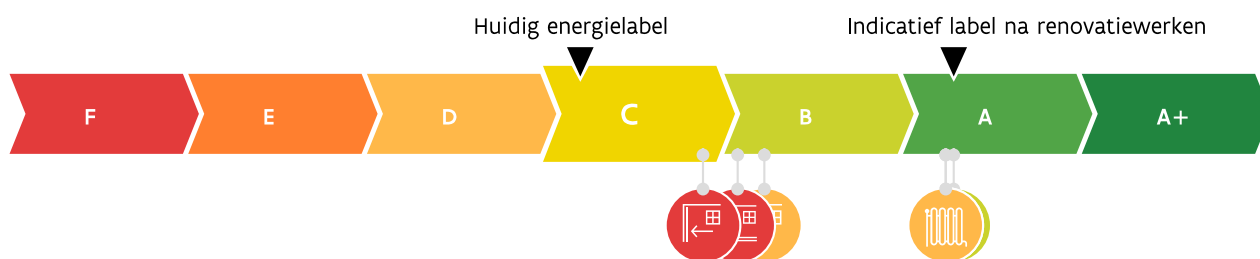 Huidig energielabel Indicatief label na renovatiewerken
F E D C B A A+